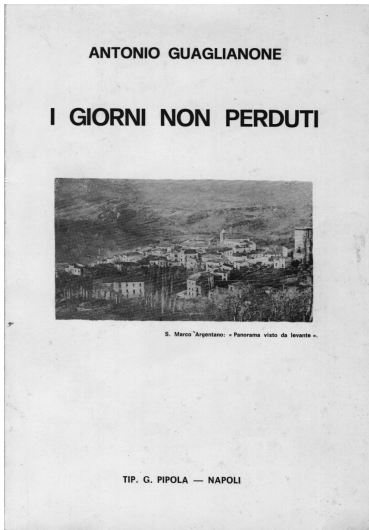 ANTONIO GUAGLIANONE
I GIORNI NON PERDUTI
S. Marco Argentano: « Panorama visto da levante ».
TIP. G. PIPOLA — NAPOLI